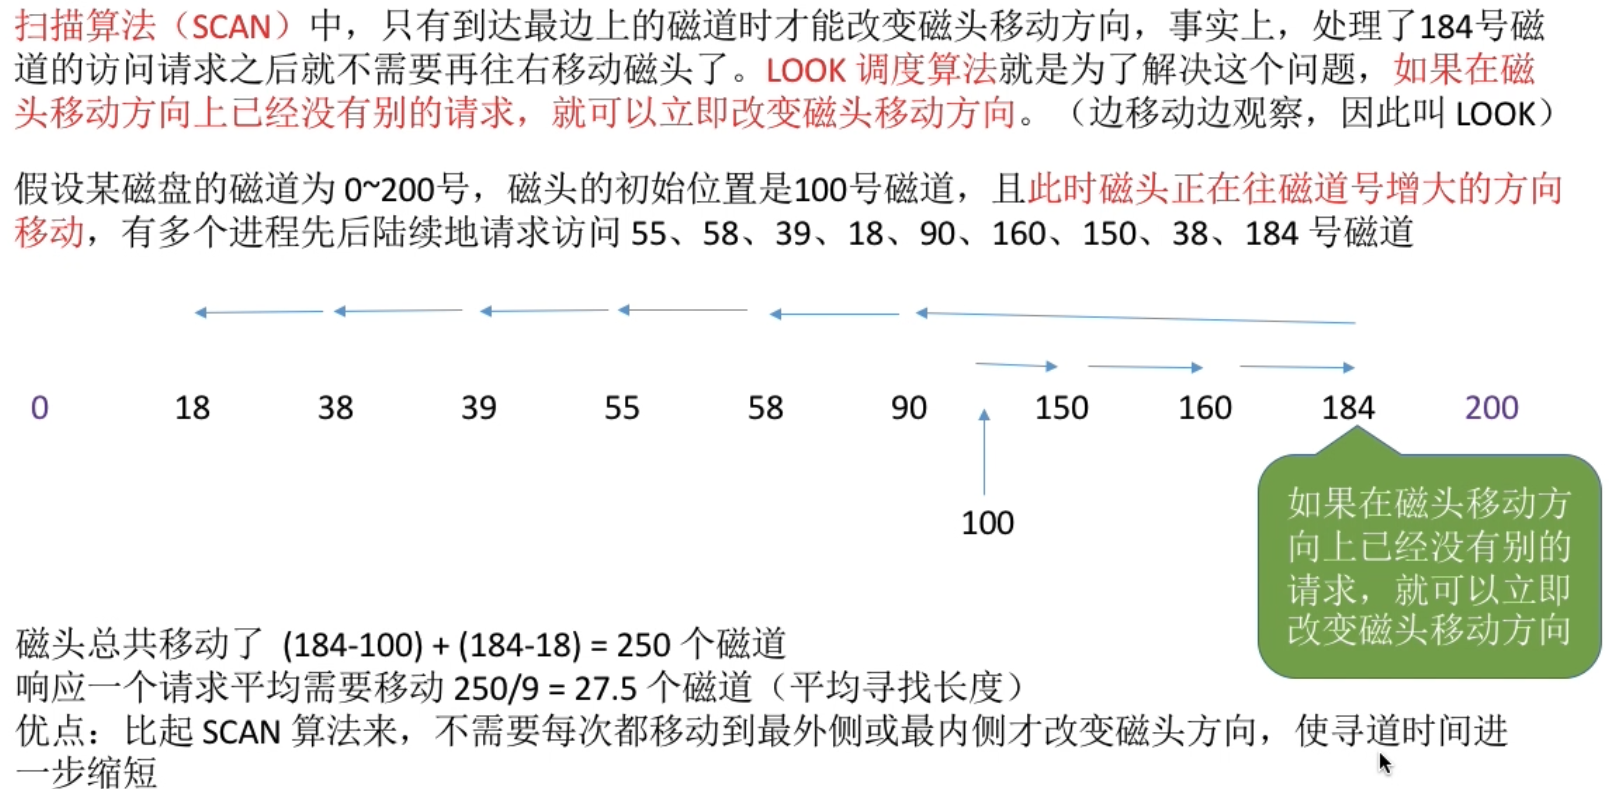 扫描算法（SCAN）中，只有到达最边上的磁道时才能改变磁头移动方向，事实上，处理了184号磁
道的访问请求之后就不需要再往右移动磁头了。LOOK 调度算法就是为了解决这个问题，如果在磁
头移动方向上已经没有别的请求，就可以立即改变磁头移动方向。（边移动边观察，因此叫 LOOK）
假设某磁盘的磁道为 0~200号，磁头的初始位置是100号磁道，且此时磁头正在往磁道号增大的方向
移动，有多个进程先后陆续地请求访问 55、58、39、18、90、160、150、38、184 号磁道
0 18 38 39 55 58 90 150 160 184 200
100
如果在磁头移动方
向上已经没有别的
请求，就可以立即
改变磁头移动方向
磁头总共移动了 (184-100) + (184-18) = 250 个磁道
响应一个请求平均需要移动 250/9 = 27.5 个磁道（平均寻找长度）
优点：比起 SCAN 算法来，不需要每次都移动到最外侧或最内侧才改变磁头方向，使寻道时间进
一步缩短